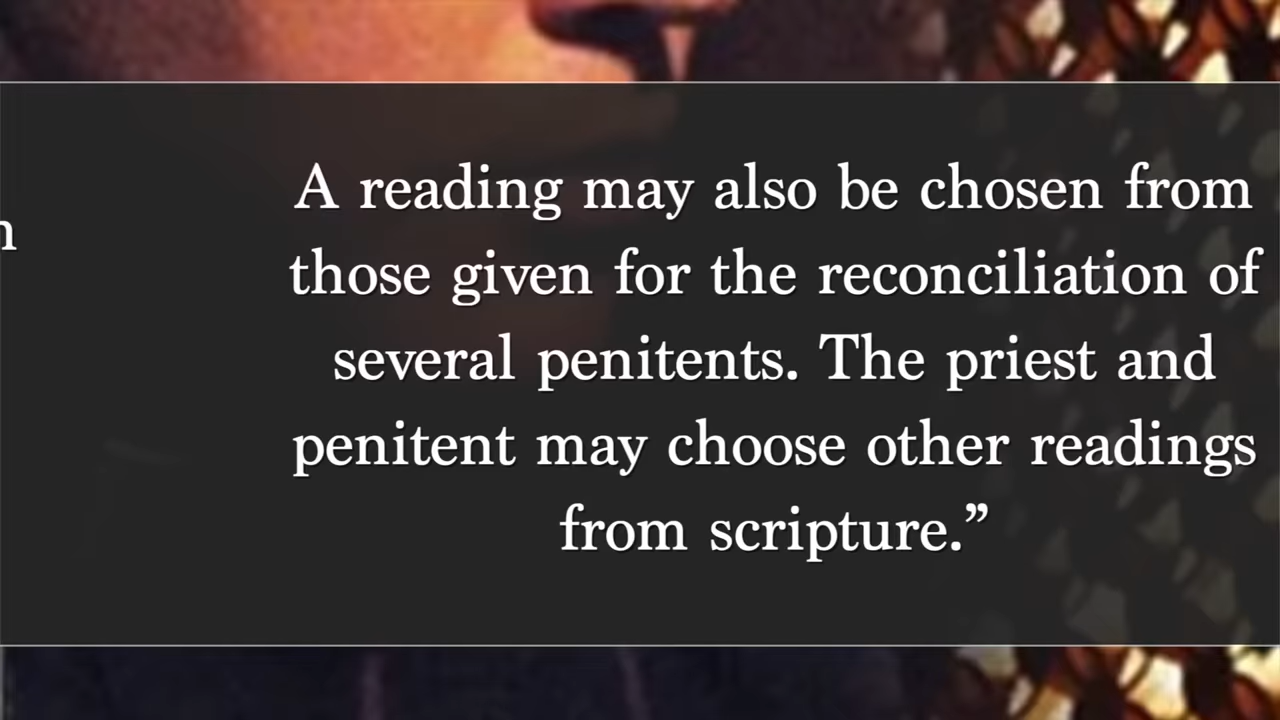 A reading may also be chosen from
those given for the reconciliation of
several penitents. The priest and
penitent may choose other readings
from scripture.”